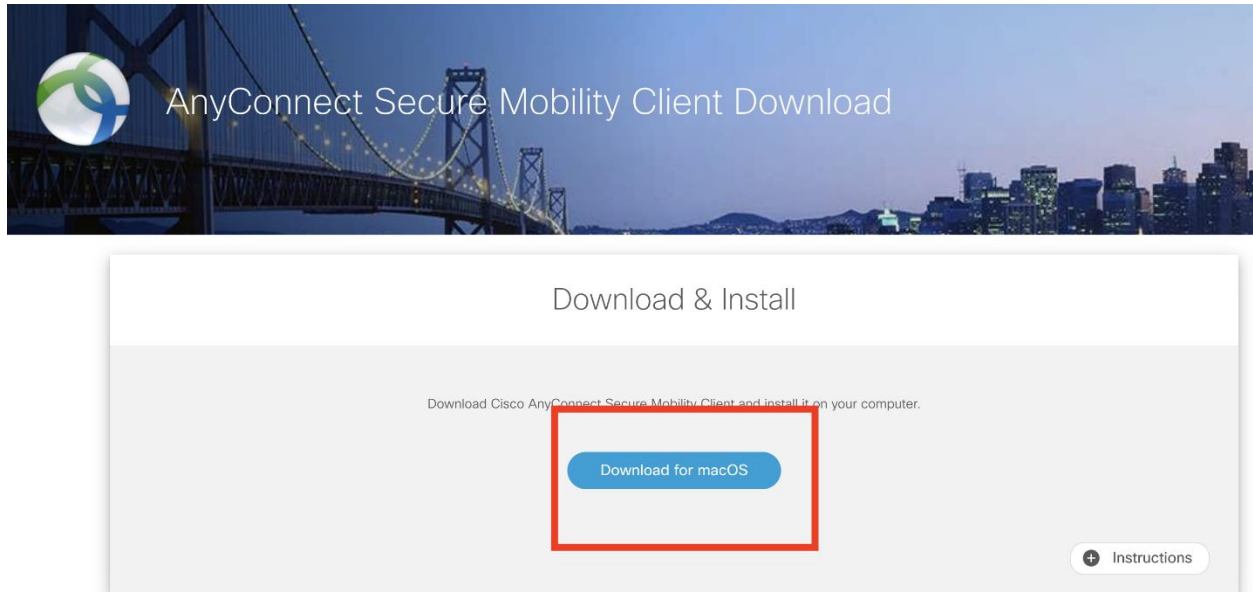 AnyConnect Secure Mobility Client Download
Download & Install
Download Cisco AnyConnect Secure Mobility Client and install it on your computer.
Download for macOS
Instructions